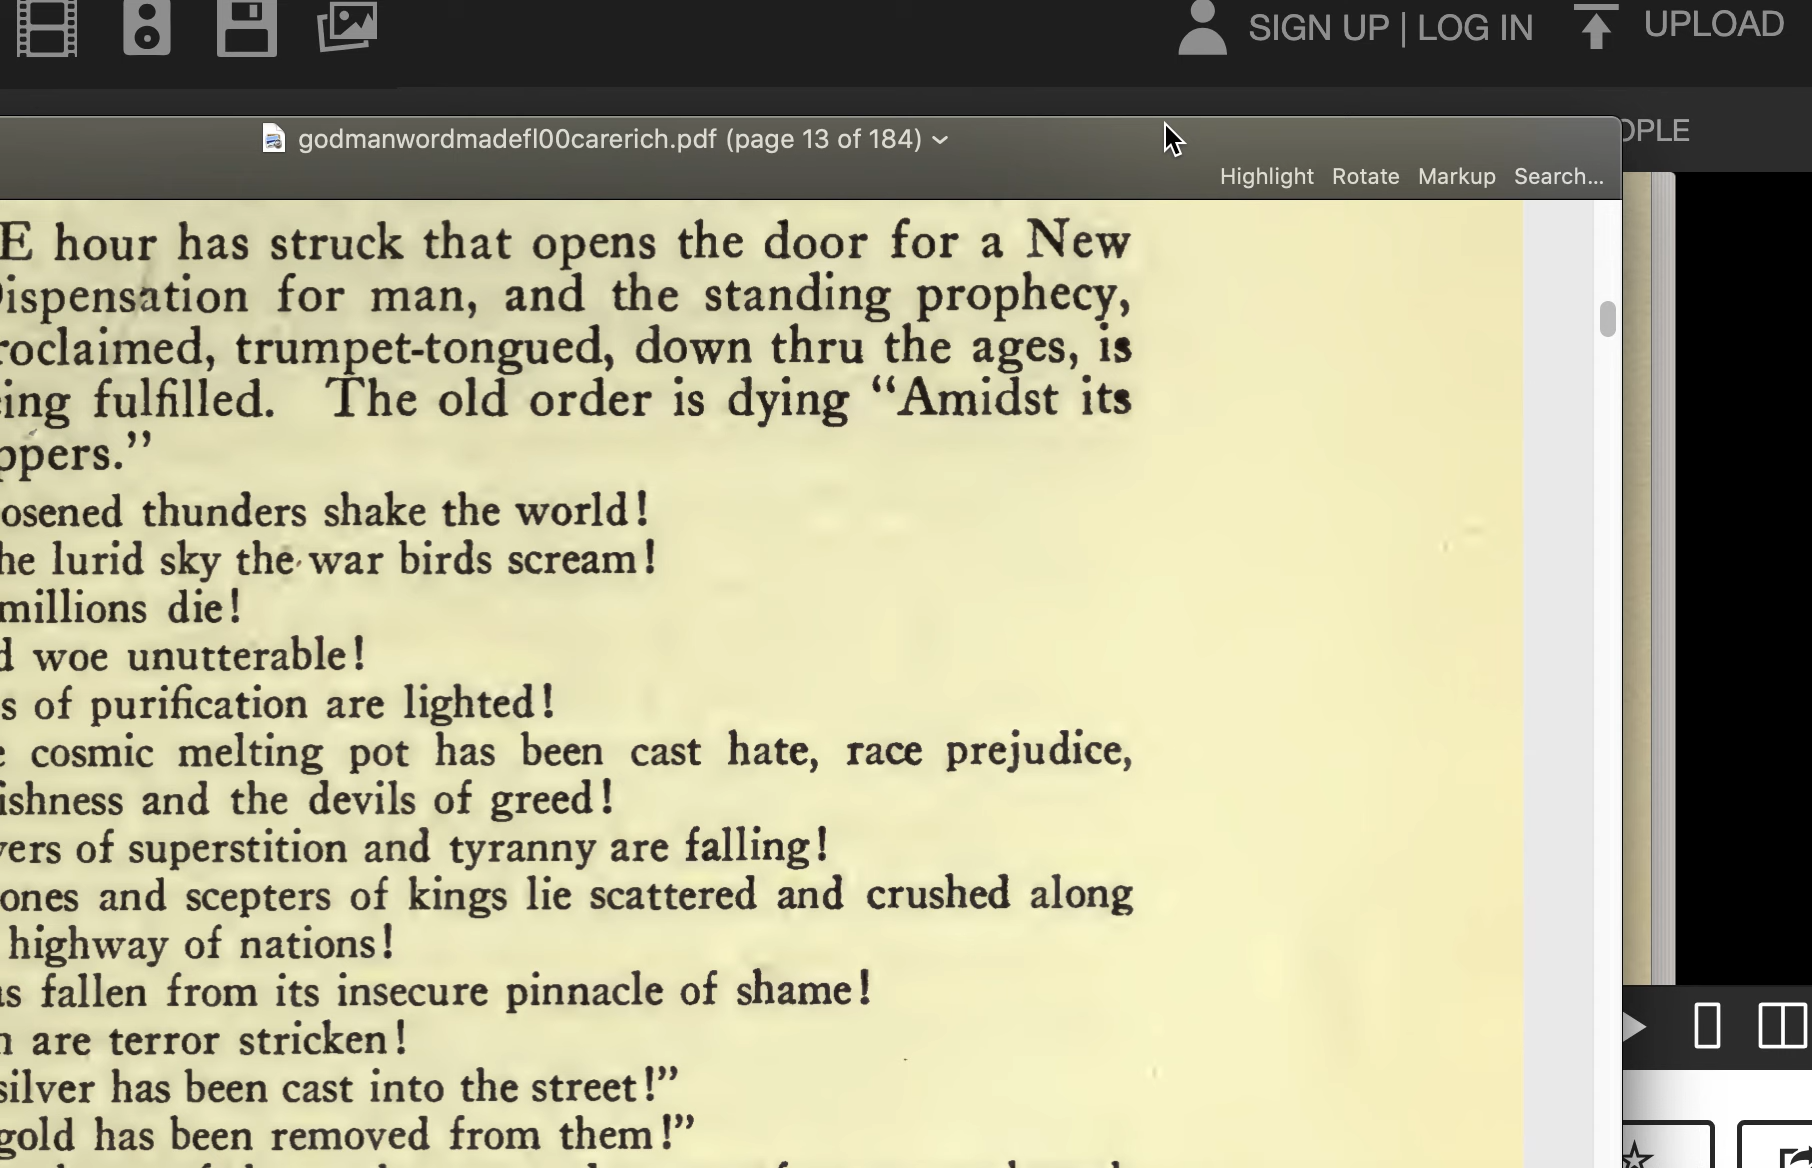 SIGN UP | LOG IN UPLOAD
OPLE
godmanwordmadefl00carerich.pdf (page 13 of 184)
Highlight Rotate Markup Search...
E hour has struck that opens the door for a New
ispensation for man, and the standing prophecy,
roclaimed, trumpet-tongued, down thru the ages, is
ing fulfilled. The old order is dying “Amidst its
ppers.”
osened thunders shake the world!
he lurid sky the war birds scream!
millions die!
d woe unutterable!
s of purification are lighted!
e cosmic melting pot has been cast hate, race prejudice,
ishness and the devils of greed!
vers of superstition and tyranny are falling!
ones and scepters of kings lie scattered and crushed along
highway of nations!
as fallen from its insecure pinnacle of shame!
n are terror stricken!
silver has been cast into the street!”
gold has been removed from them!”